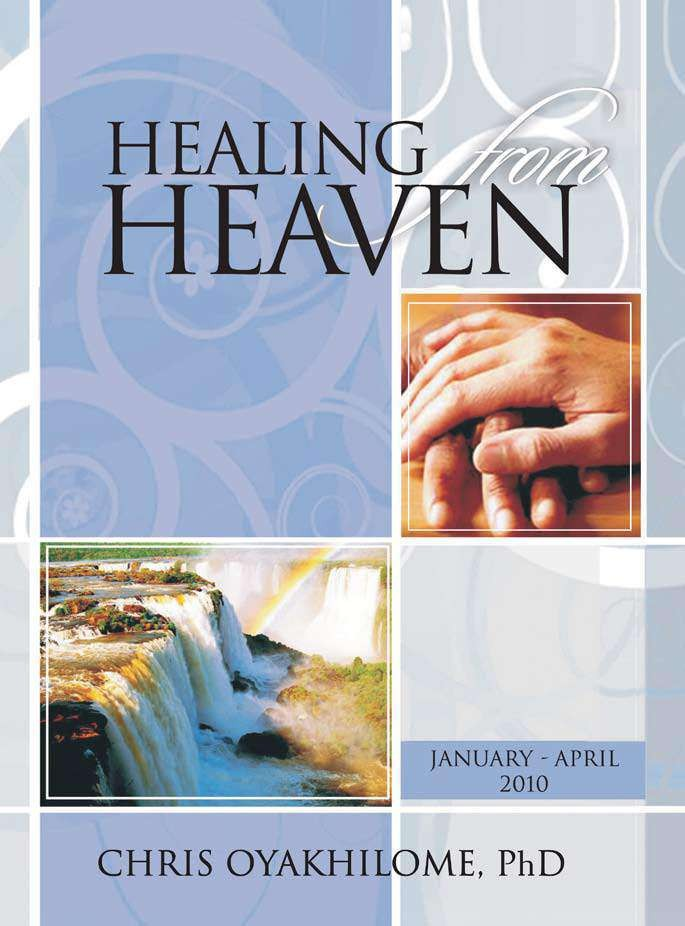 HEALING from
HEAVEN
JANUARY - APRIL
2010
CHRIS OYAKHILOME, PhD